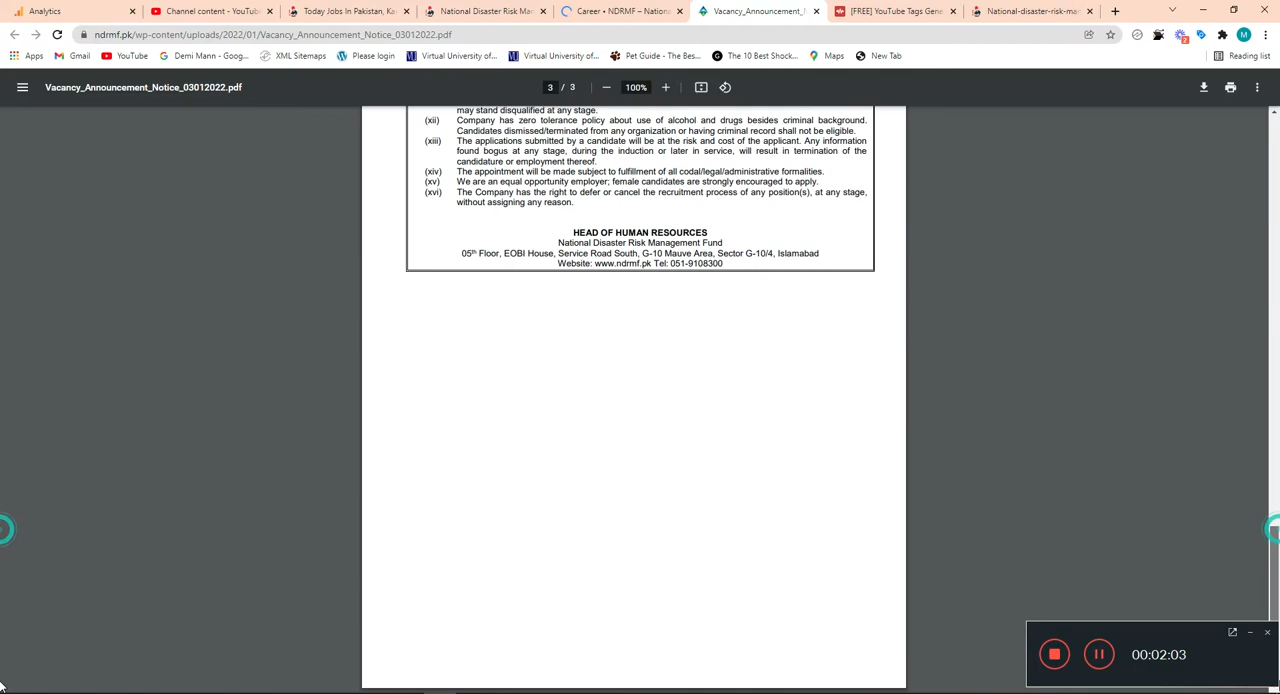 Analytics
Channel content - YouTub
Today Jobs In Pakistan, Ka
National Disaster Risk Ma
Career • NDRMF – Nation
Vacancy_Announcement_
[FREE] YouTube Tags Gene
National-disaster-risk-ma
ndrmf.pk/wp-content/uploads/2022/01/Vacancy_Announcement_Notice_03012022.pdf
M
Apps
Gmail
YouTube
Demi Mann - Goog...
XML Sitemaps
Please login
Virtual University of...
Virtual University of...
Pet Guide - The Bes...
The 10 Best Shock...
Maps
New Tab
Reading list
Vacancy_Announcement_Notice_03012022.pdf
3 / 3
100%
may stand disqualified at any stage.
(xii) Company has zero tolerance policy about use of alcohol and drugs besides criminal background.
Candidates dismissed/terminated from any organization or having criminal record shall not be eligible.
(xiii) The applications submitted by a candidate will be at the risk and cost of the applicant. Any information
found bogus at any stage, during the induction or later in service, will result in termination of the
candidature or employment thereof.
(xiv) The appointment will be made subject to fulfillment of all codal/legal/administrative formalities.
(xv) We are an equal opportunity employer; female candidates are strongly encouraged to apply.
(xvi) The Company has the right to defer or cancel the recruitment process of any position(s), at any stage,
without assigning any reason.
HEAD OF HUMAN RESOURCES
National Disaster Risk Management Fund
05th Floor, EOBI House, Service Road South, G-10 Mauve Area, Sector G-10/4, Islamabad
Website: www.ndrmf.pk Tel: 051-9108300
00:02:03